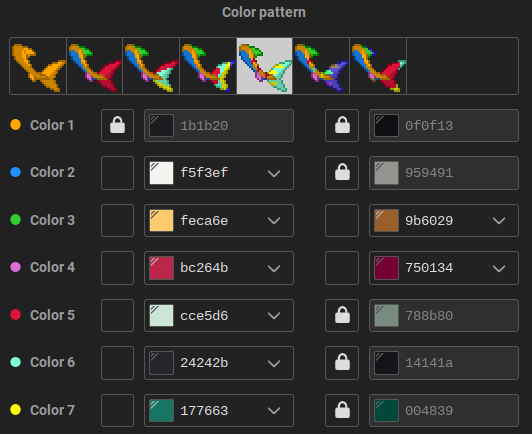 Color pattern
Color 1 1b1b20 0f0f13
Color 2 f5f3ef 959491
Color 3 feca6e 9b6029
Color 4 bc264b 750134
Color 5 cce5d6 788b80
Color 6 24242b 14141a
Color 7 177663 004839